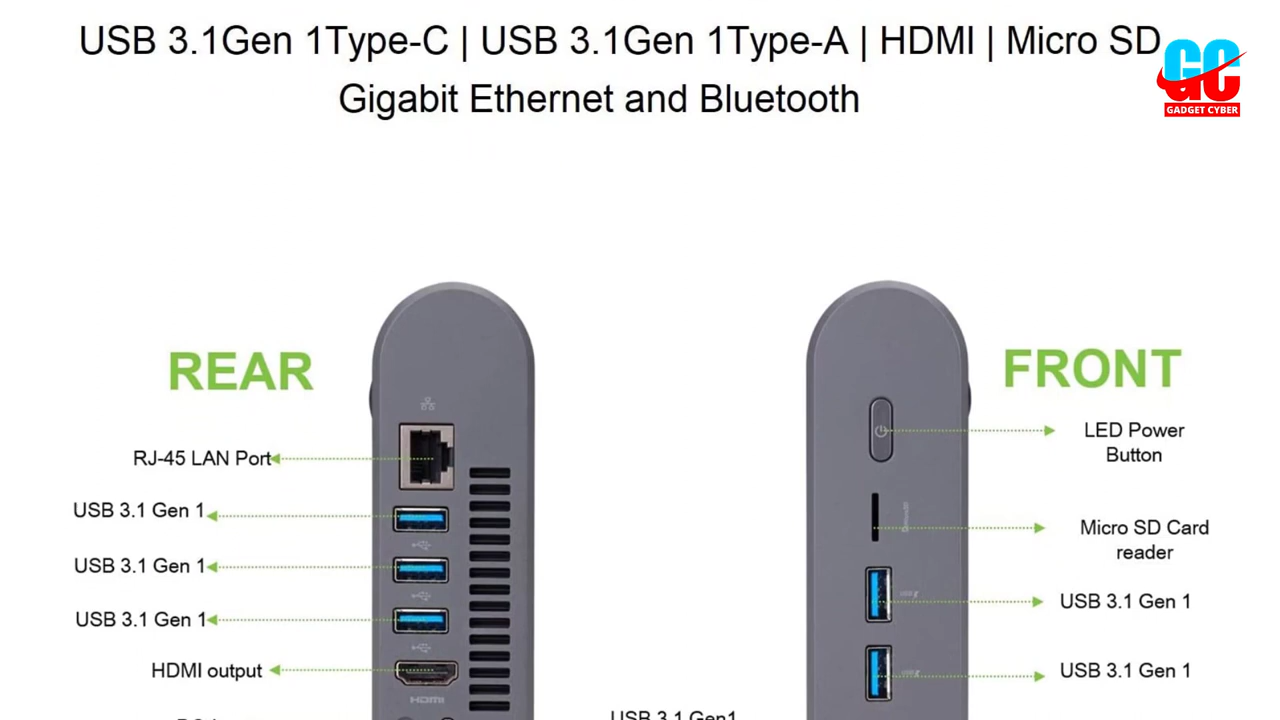 USB 3.1Gen 1Type-C | USB 3.1Gen 1Type-A | HDMI | Micro SD
Gigabit Ethernet and Bluetooth
GC
GADGET CYBER
REAR
FRONT
RJ-45 LAN Port
USB 3.1 Gen 1
USB 3.1 Gen 1
USB 3.1 Gen 1
HDMI output
HDMI
LED Power
Button
Micro SD Card
reader
USB 3.1 Gen 1
USB 3.1 Gen 1
USB 3.1 Gen1